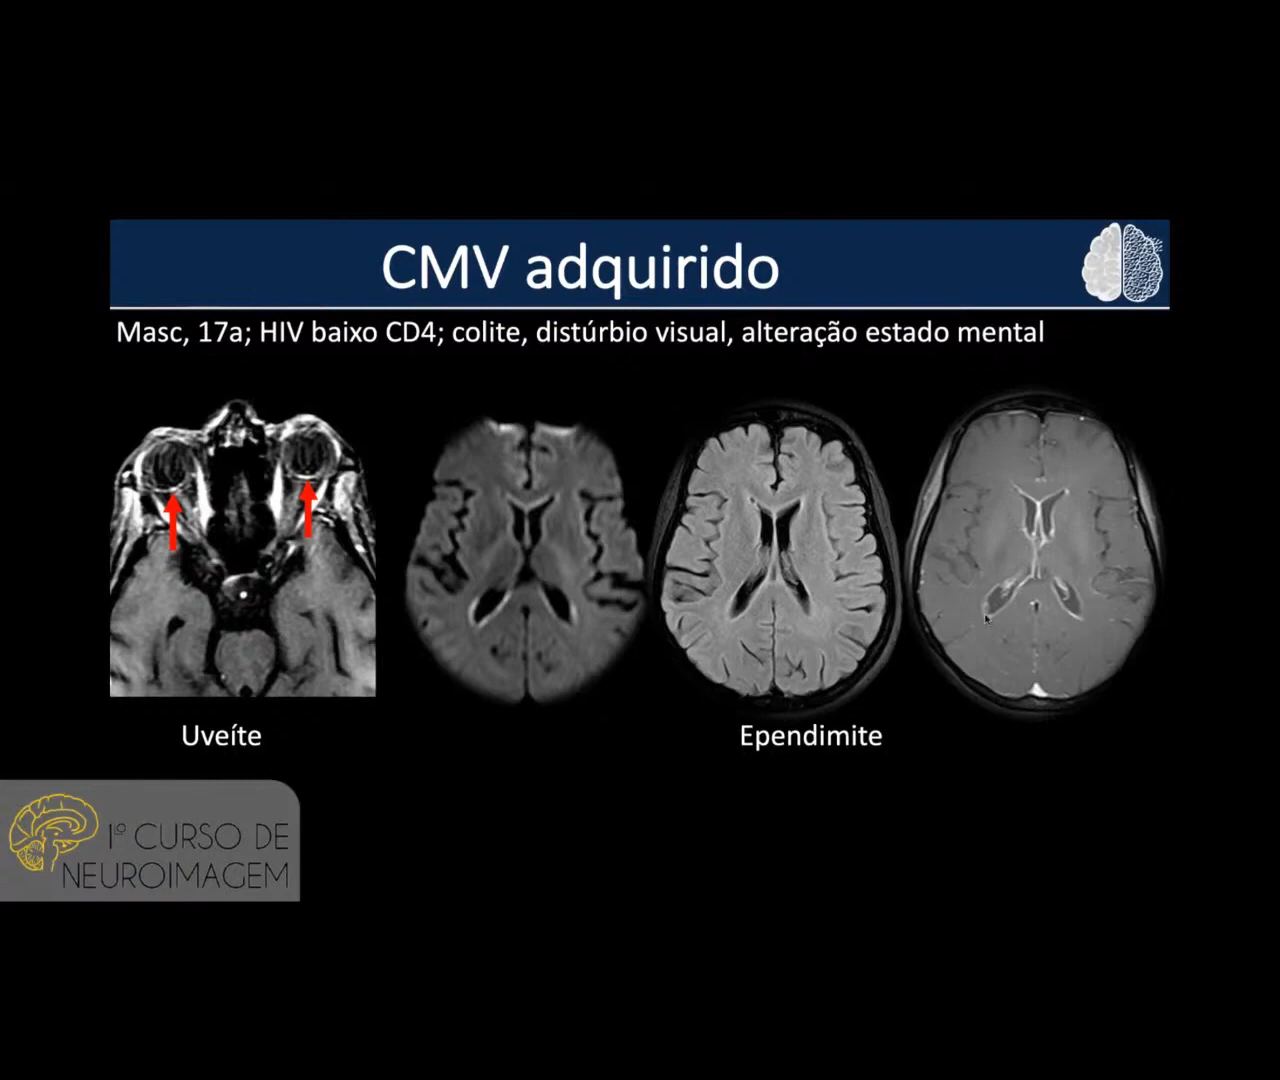 CMV adquirido
Masc, 17a; HIV baixo CD4; colite, distúrbio visual, alteração estado mental
Uveíte
Ependimite
1º CURSO DE
NEUROIMAGEM